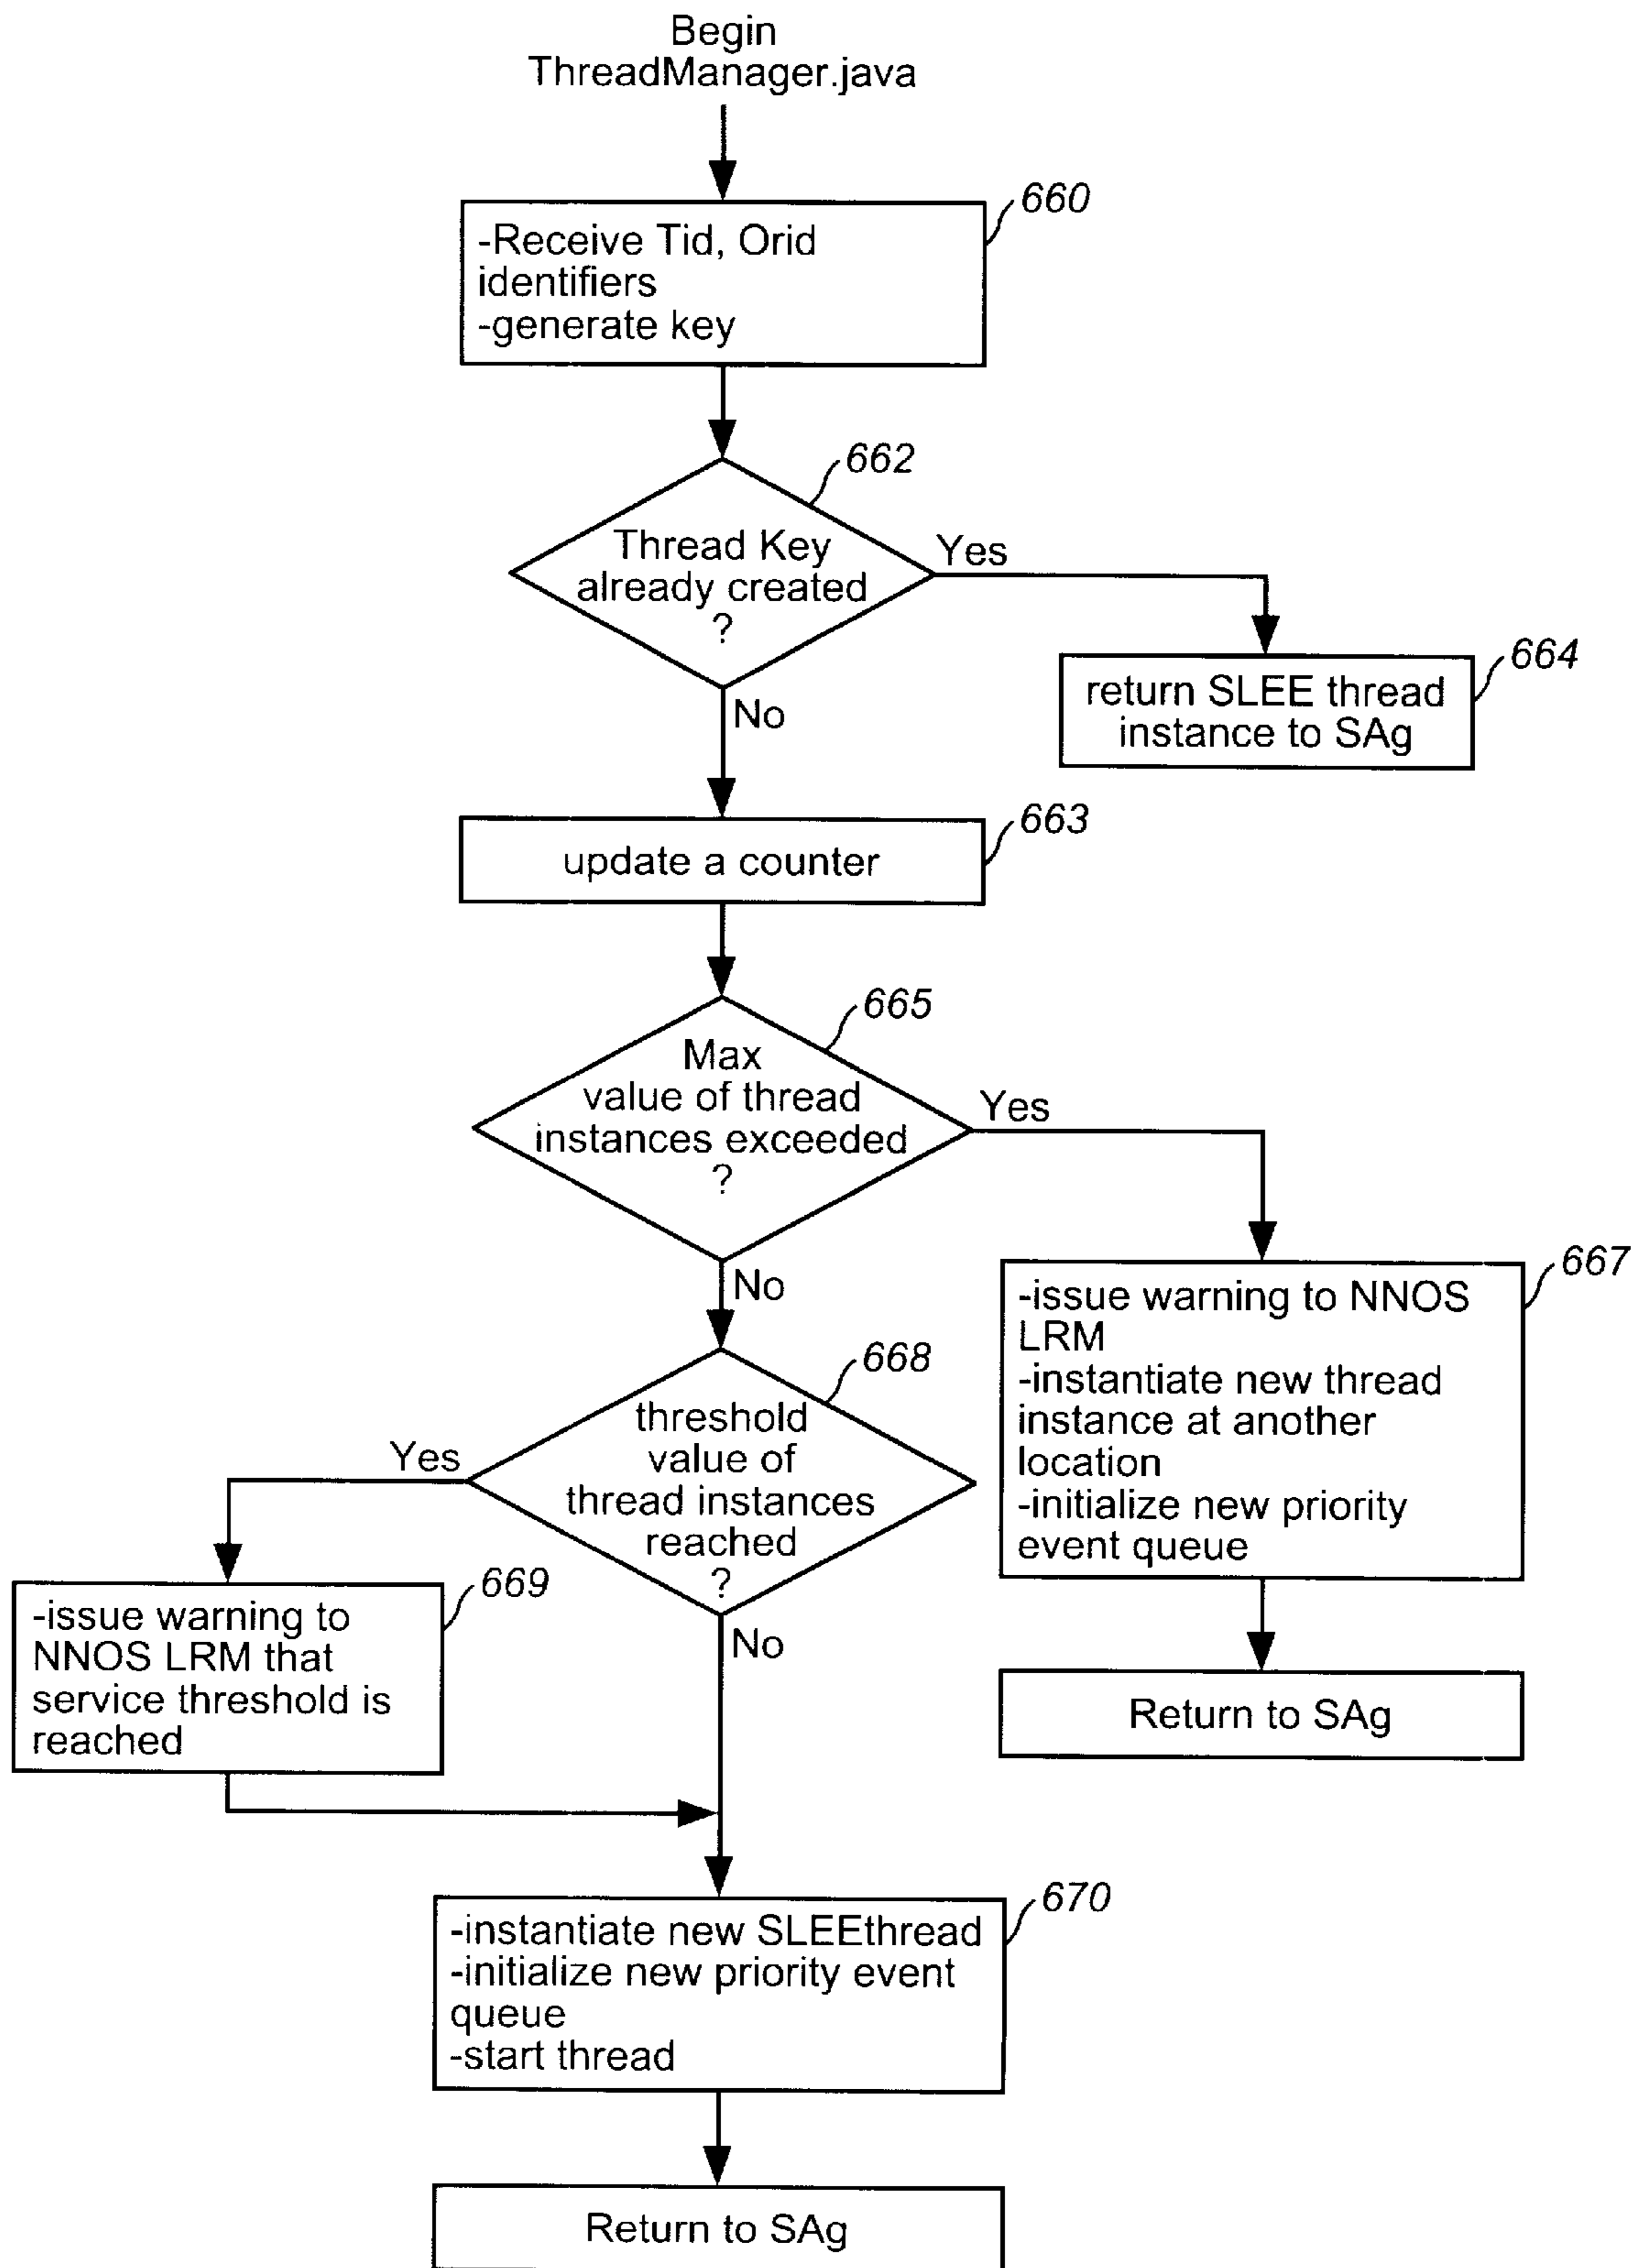 Begin
ThreadManager.java
660
-Receive Tid, Orid
identifiers
-generate key
662
Thread Key
already created
?
Yes
664
return SLEE thread
instance to SAg
No
663
update a counter
665
Max
value of thread
instances exceeded
?
Yes
No
667
-issue warning to NNOS
LRM
-instantiate new thread
instance at another
location
-initialize new priority
event queue
668
threshold
value of
thread instances
reached
?
Yes
669
-issue warning to
NNOS LRM that
service threshold is
reached
No
Return to SAg
670
-instantiate new SLEEthread
-initialize new priority event
queue
-start thread
Return to SAg